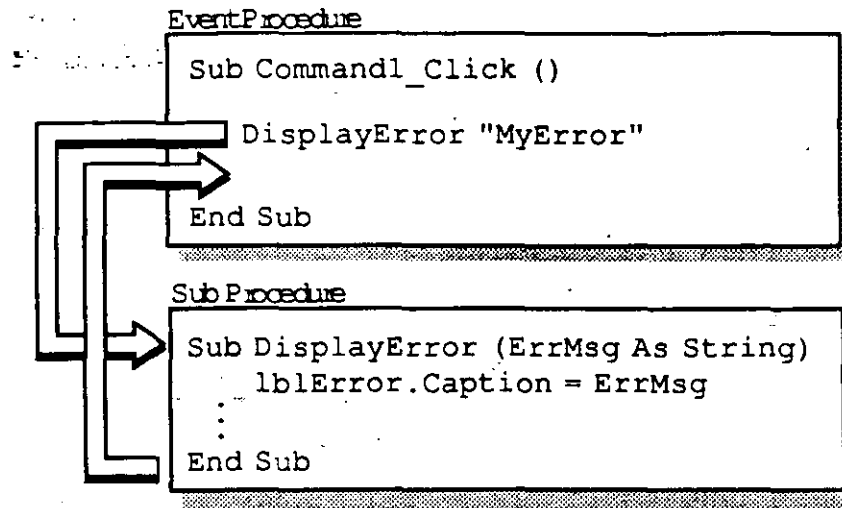 Event Procedure
Sub Command1_Click ()
DisplayError "MyError"
End Sub
Sub Procedure
Sub DisplayError (ErrMsg As String)
lblError.Caption = ErrMsg
End Sub